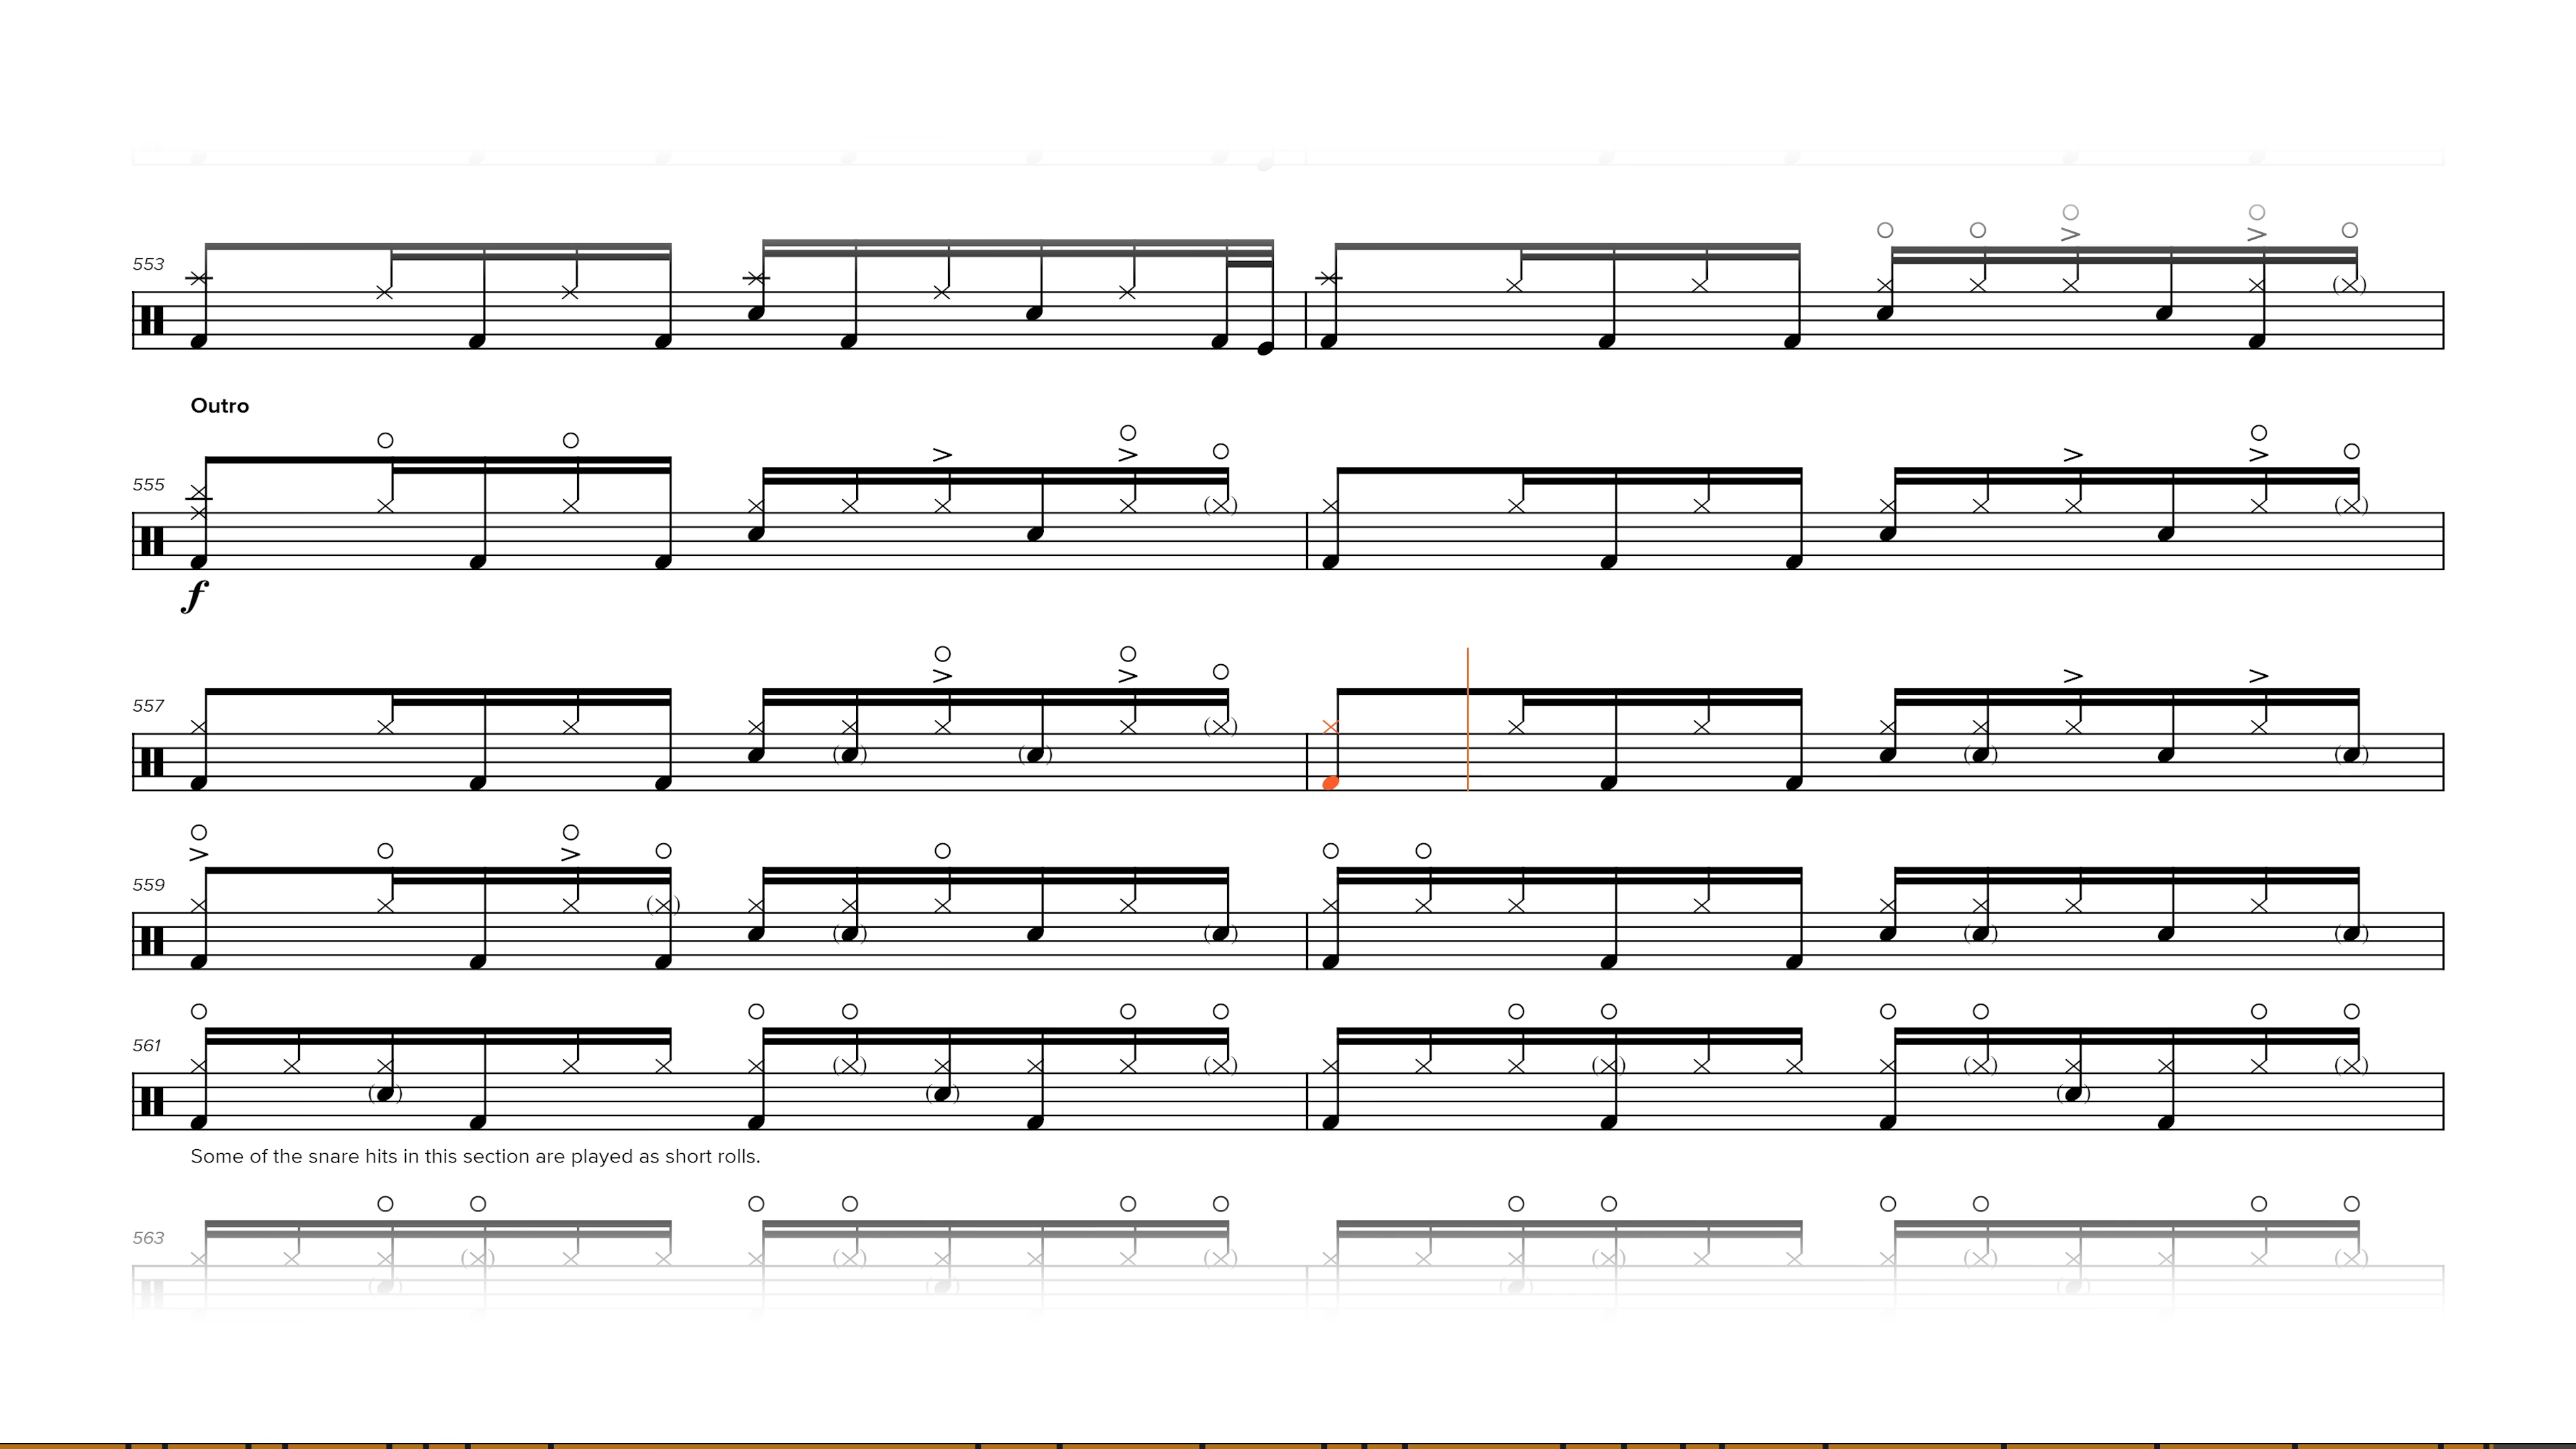 553
Outro
555
f
557
559
561
Some of the snare hits in this section are played as short rolls.
563